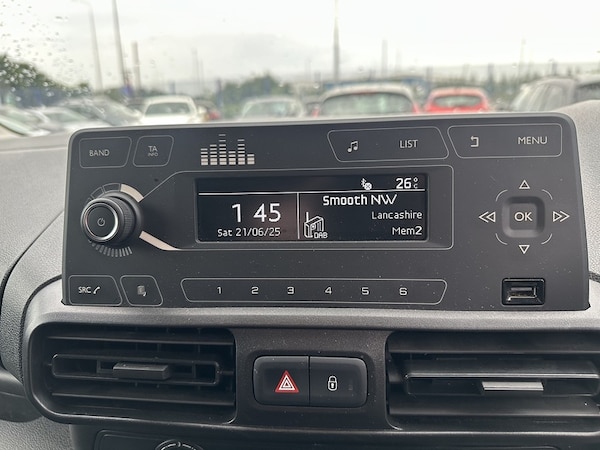 BAND
TA
INFO
LIST
MENU
26°C
1 45
Smooth NW
Lancashire
Sat 21/06/25
DAB
Mem2
OK
SRC
1 2 3 4 5 6